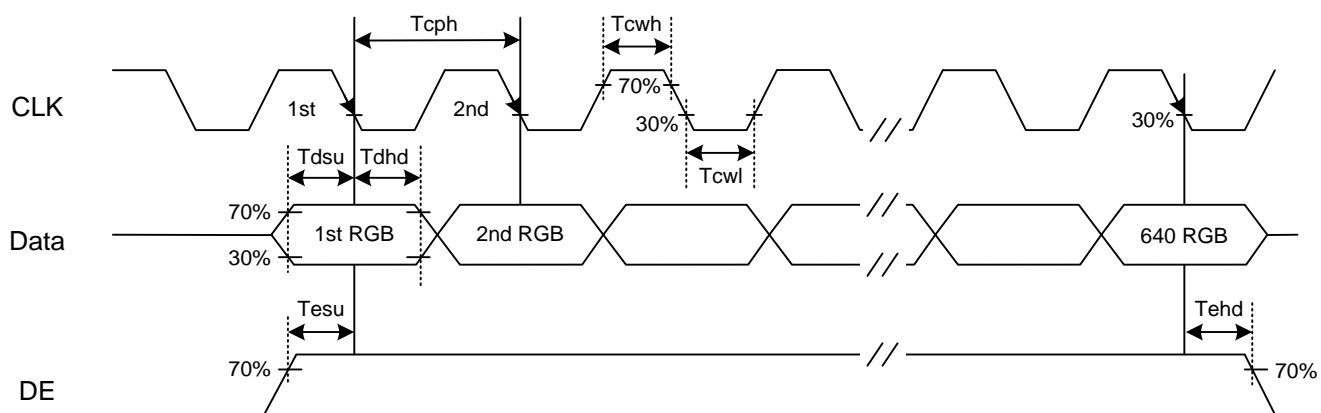 Tcph
Tcwh
CLK
1st
2nd
70%
30%
30%
Tcwl
Tdsu
Tdhd
Data
70%
30%
1st RGB
2nd RGB
640 RGB
Tesu
Tehd
DE
70%
70%